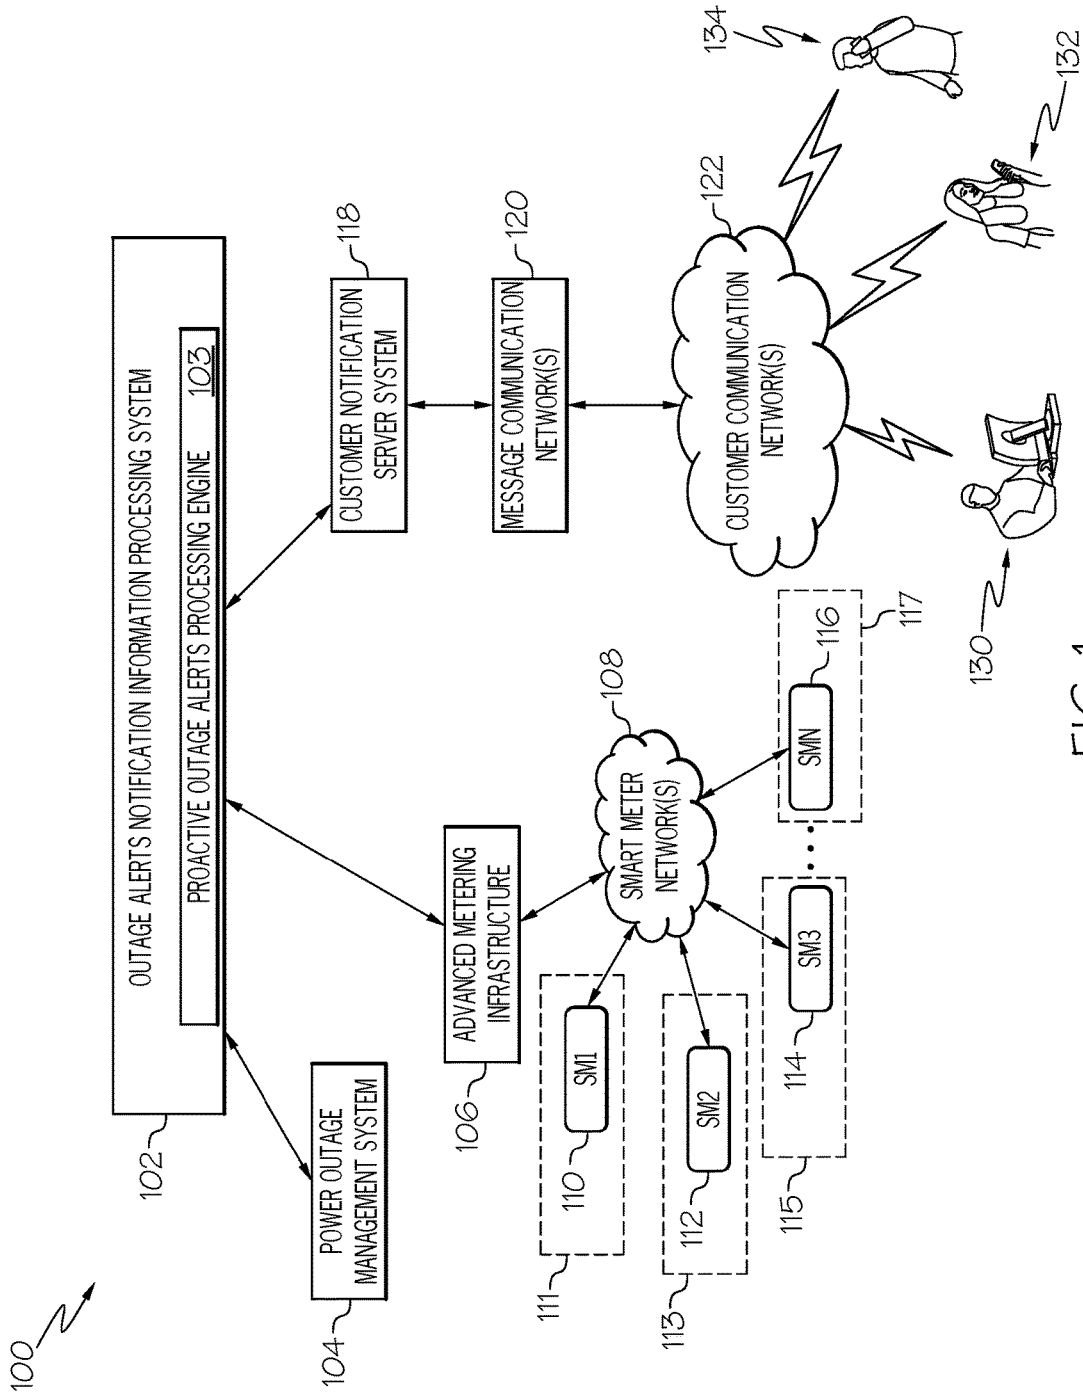 100
102
OUTAGE ALERTS NOTIFICATION INFORMATION PROCESSING SYSTEM
PROACTIVE OUTAGE ALERTS PROCESSING ENGINE 103
104
POWER OUTAGE
MANAGEMENT SYSTEM
106
ADVANCED METERING
INFRASTRUCTURE
118
CUSTOMER NOTIFICATION
SERVER SYSTEM
120
MESSAGE COMMUNICATION
NETWORK(S)
108
SMART METER
NETWORK(S)
122
CUSTOMER COMMUNICATION
NETWORK(S)
111
110
SM1
113
112
SM2
115
114
SM3
SMN
116
117
130
132
134